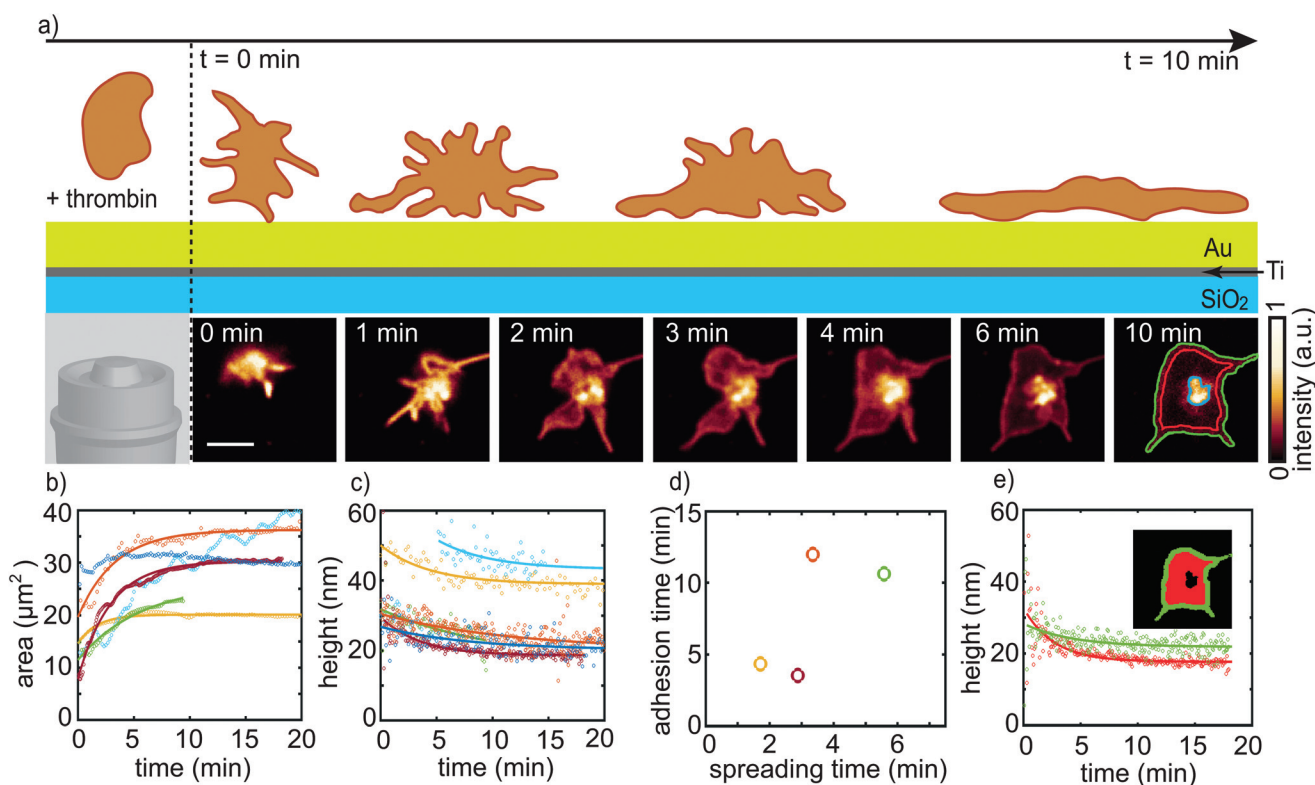 a)
t = 0 min
t = 10 min
+ thrombin
Au
Ti
SiO₂
0 min
1 min
2 min
3 min
4 min
6 min
10 min
0
1
intensity (a.u.)
b)
area (µm²)
40
30
20
10
0
0
5
10
15
20
time (min)
c)
height (nm)
60
40
20
0
0
5
10
15
20
time (min)
d)
adhesion time (min)
15
10
5
0
0
2
4
6
spreading time (min)
e)
height (nm)
60
40
20
0
0
5
10
15
20
time (min)